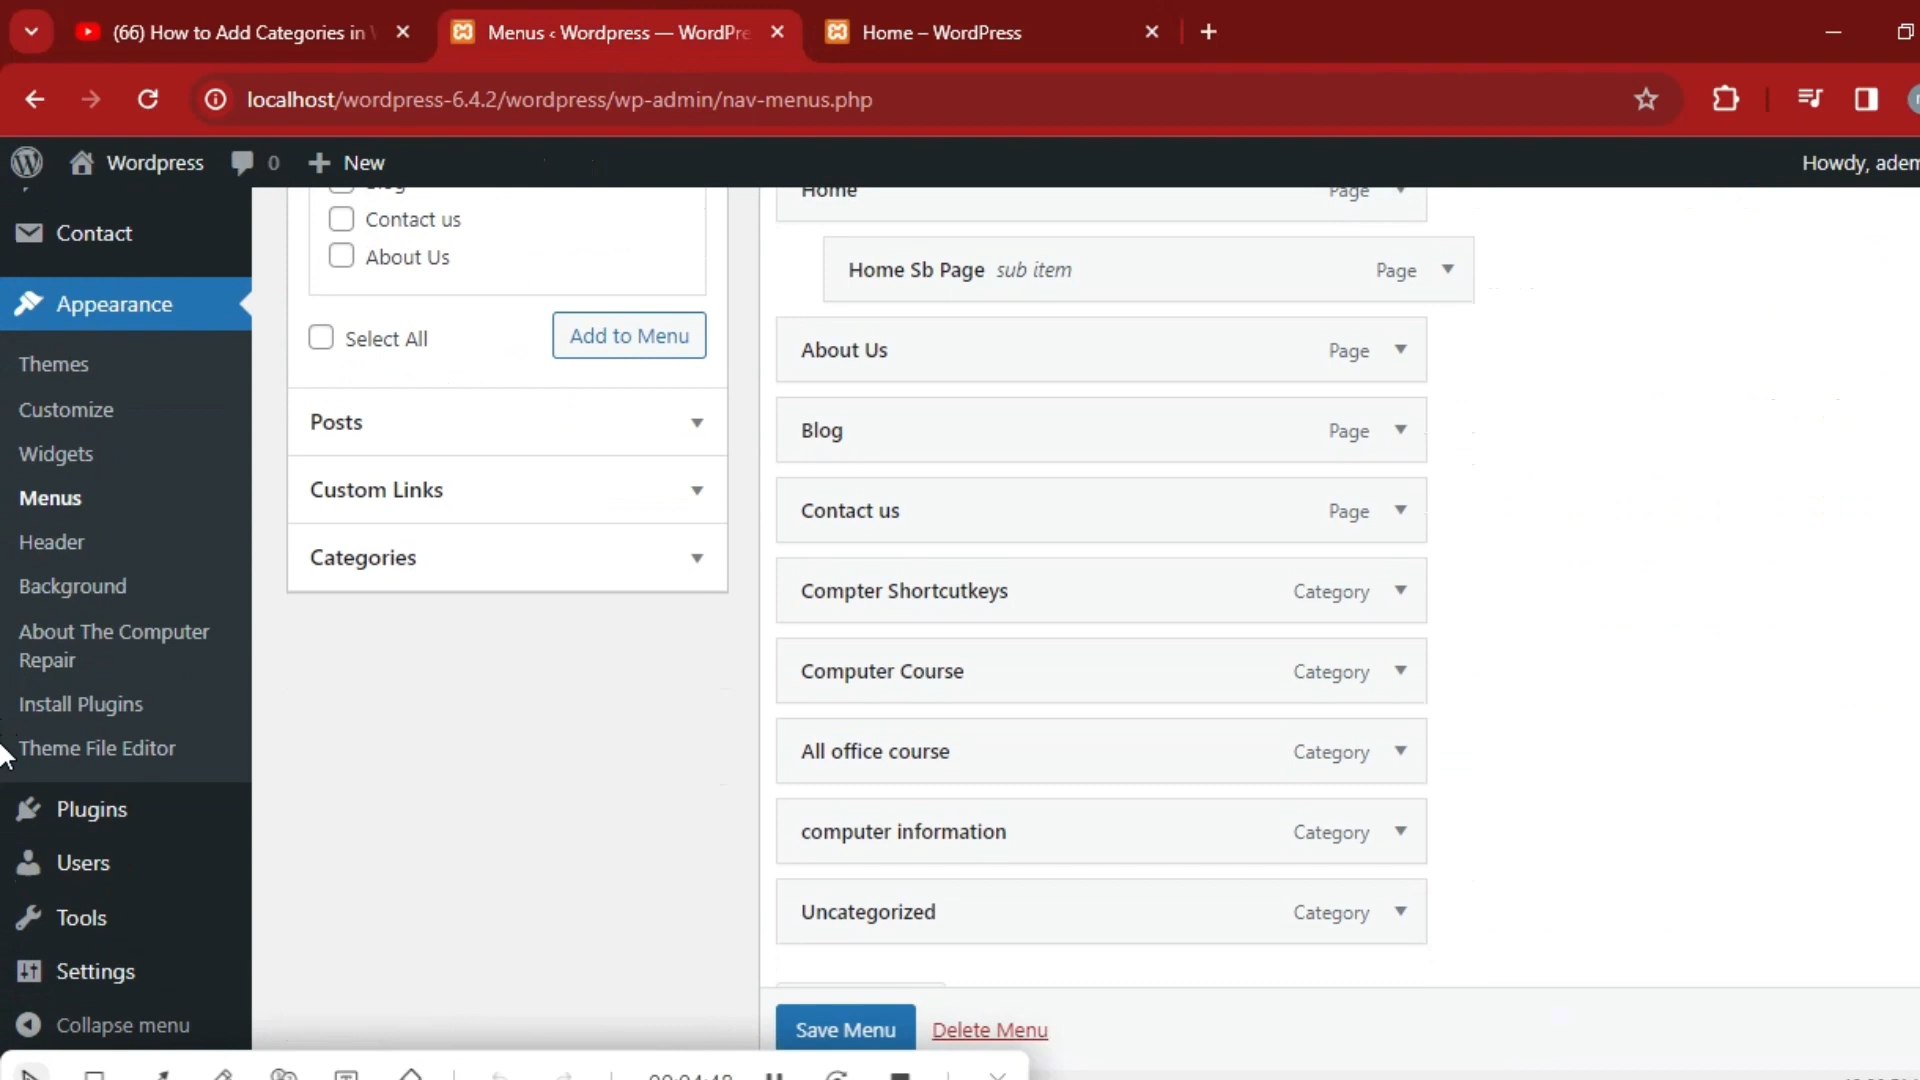 (66) How to Add Categories in
Menus ‹ Wordpress — WordPre
Home – WordPress
localhost/wordpress-6.4.2/wordpress/wp-admin/nav-menus.php
Wordpress
0
New
Howdy, adem
Contact
Appearance
Themes
Customize
Widgets
Menus
Header
Background
About The Computer
Repair
Install Plugins
Theme File Editor
Plugins
Users
Tools
Settings
Collapse menu
Contact us
About Us
Select All
Add to Menu
Posts
Custom Links
Categories
Home Page
Home Sb Page sub item Page
About Us Page
Blog Page
Contact us Page
Compter Shortcutkeys Category
Computer Course Category
All office course Category
computer information Category
Uncategorized Category
Save Menu
Delete Menu